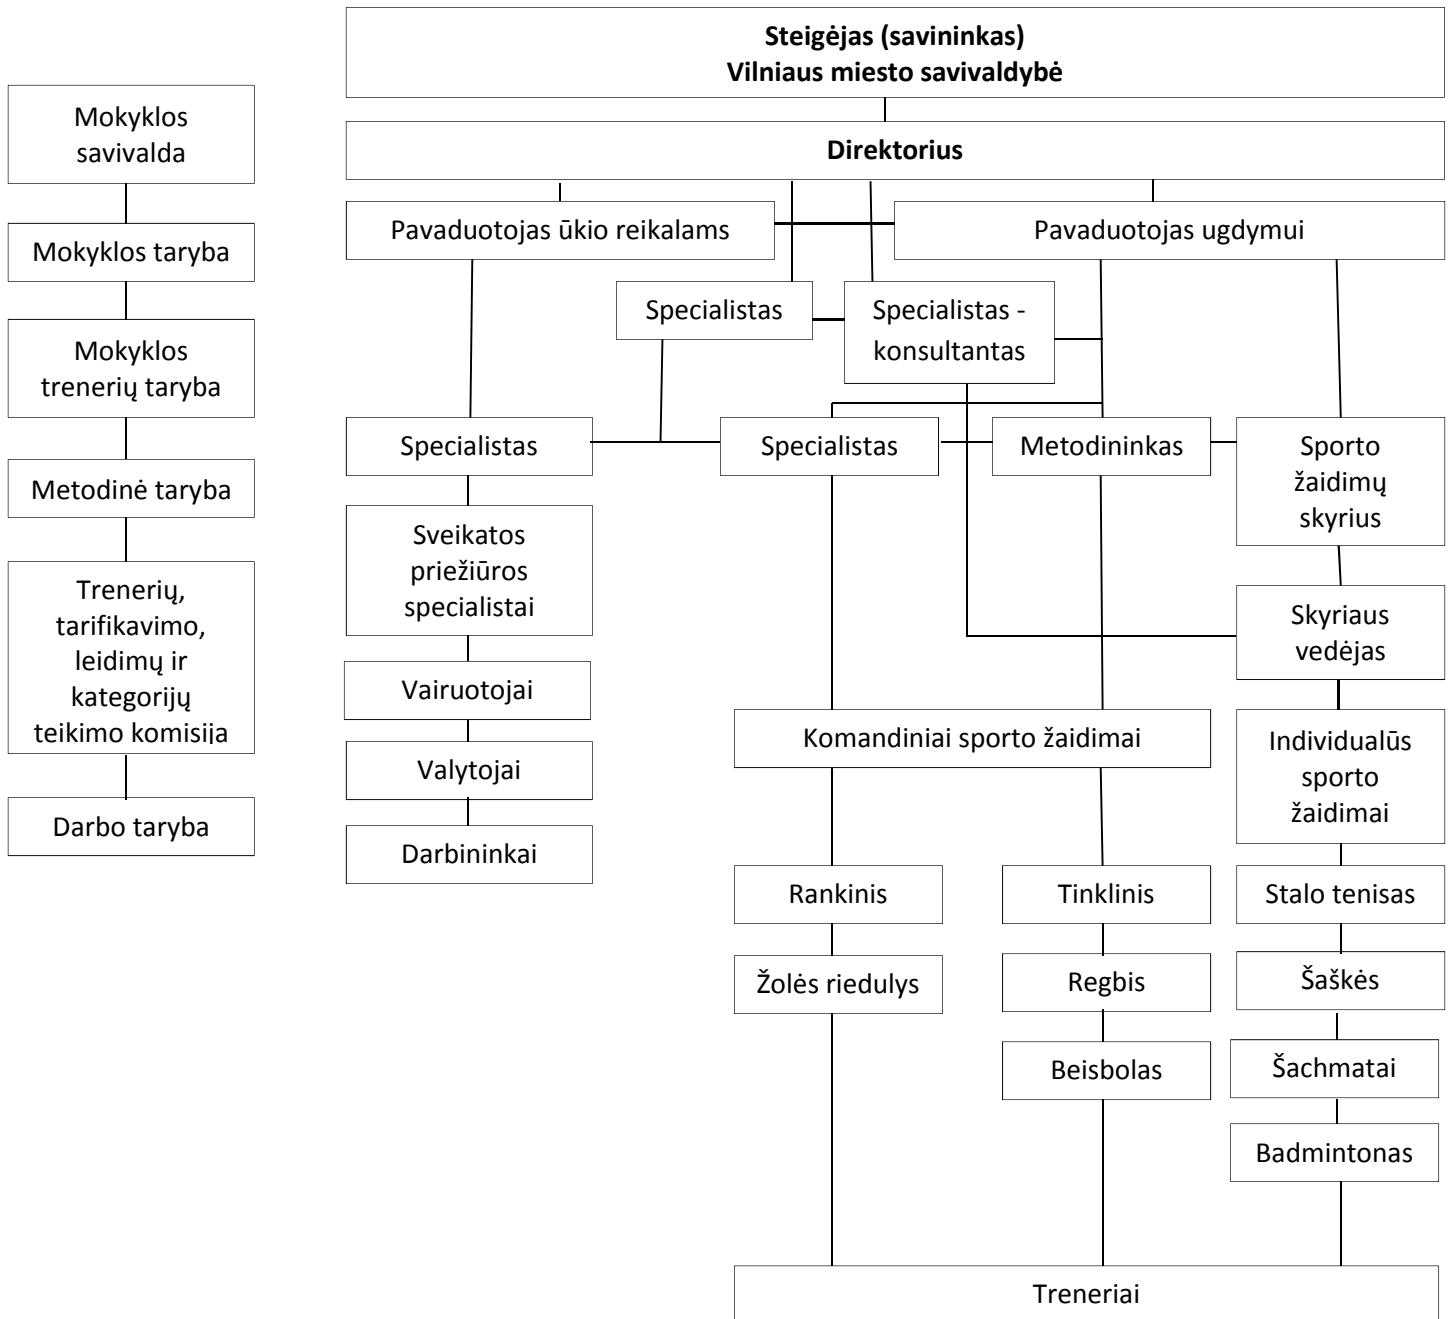 Steigėjas (savininkas)
Vilniaus miesto savivaldybė
Direktorius
Pavaduotojas ūkio reikalams
Pavaduotojas ugdymui
Specialistas
Specialistas -
konsultantas
Specialistas
Specialistas
Metodininkas
Sporto
žaidimų
skyrius
Sveikatos
priežiūros
specialistai
Vairuotojai
Valytojai
Darbininkai
Skyriaus
vedėjas
Komandiniai sporto žaidimai
Individualūs
sporto
žaidimai
Rankinis
Žolės riedulys
Tinklinis
Regbis
Beisbolas
Stalo tenisas
Šaškės
Šachmatai
Badmintonas
Treneriai
Mokyklos
savivalda
Mokyklos taryba
Mokyklos
trenerių taryba
Metodinė taryba
Trenerių,
tarifikavimo,
leidimų ir
kategorijų
teikimo komisija
Darbo taryba